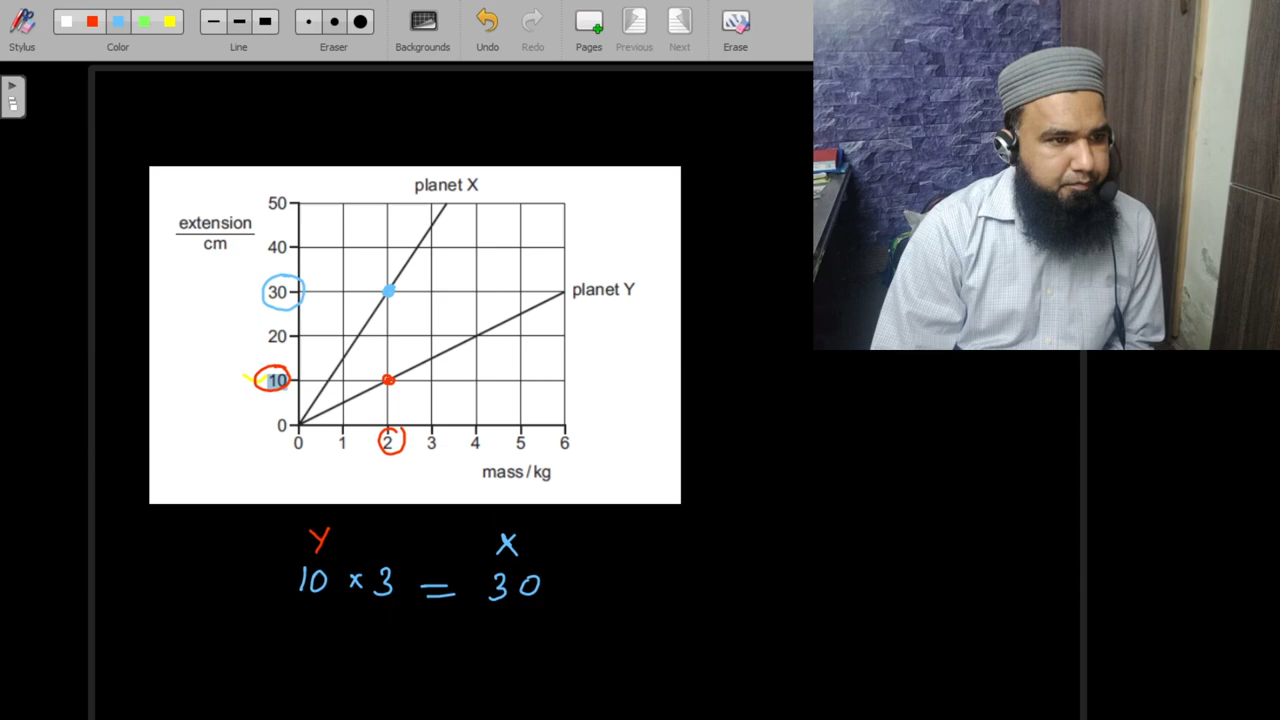 Stylus Color Line Eraser Backgrounds Undo Redo Pages Previous Next Erase
planet X
extension
cm
50
40
30
20
10
0
planet Y
0 1 2 3 4 5 6
mass/kg
Y X
10 × 3 = 30